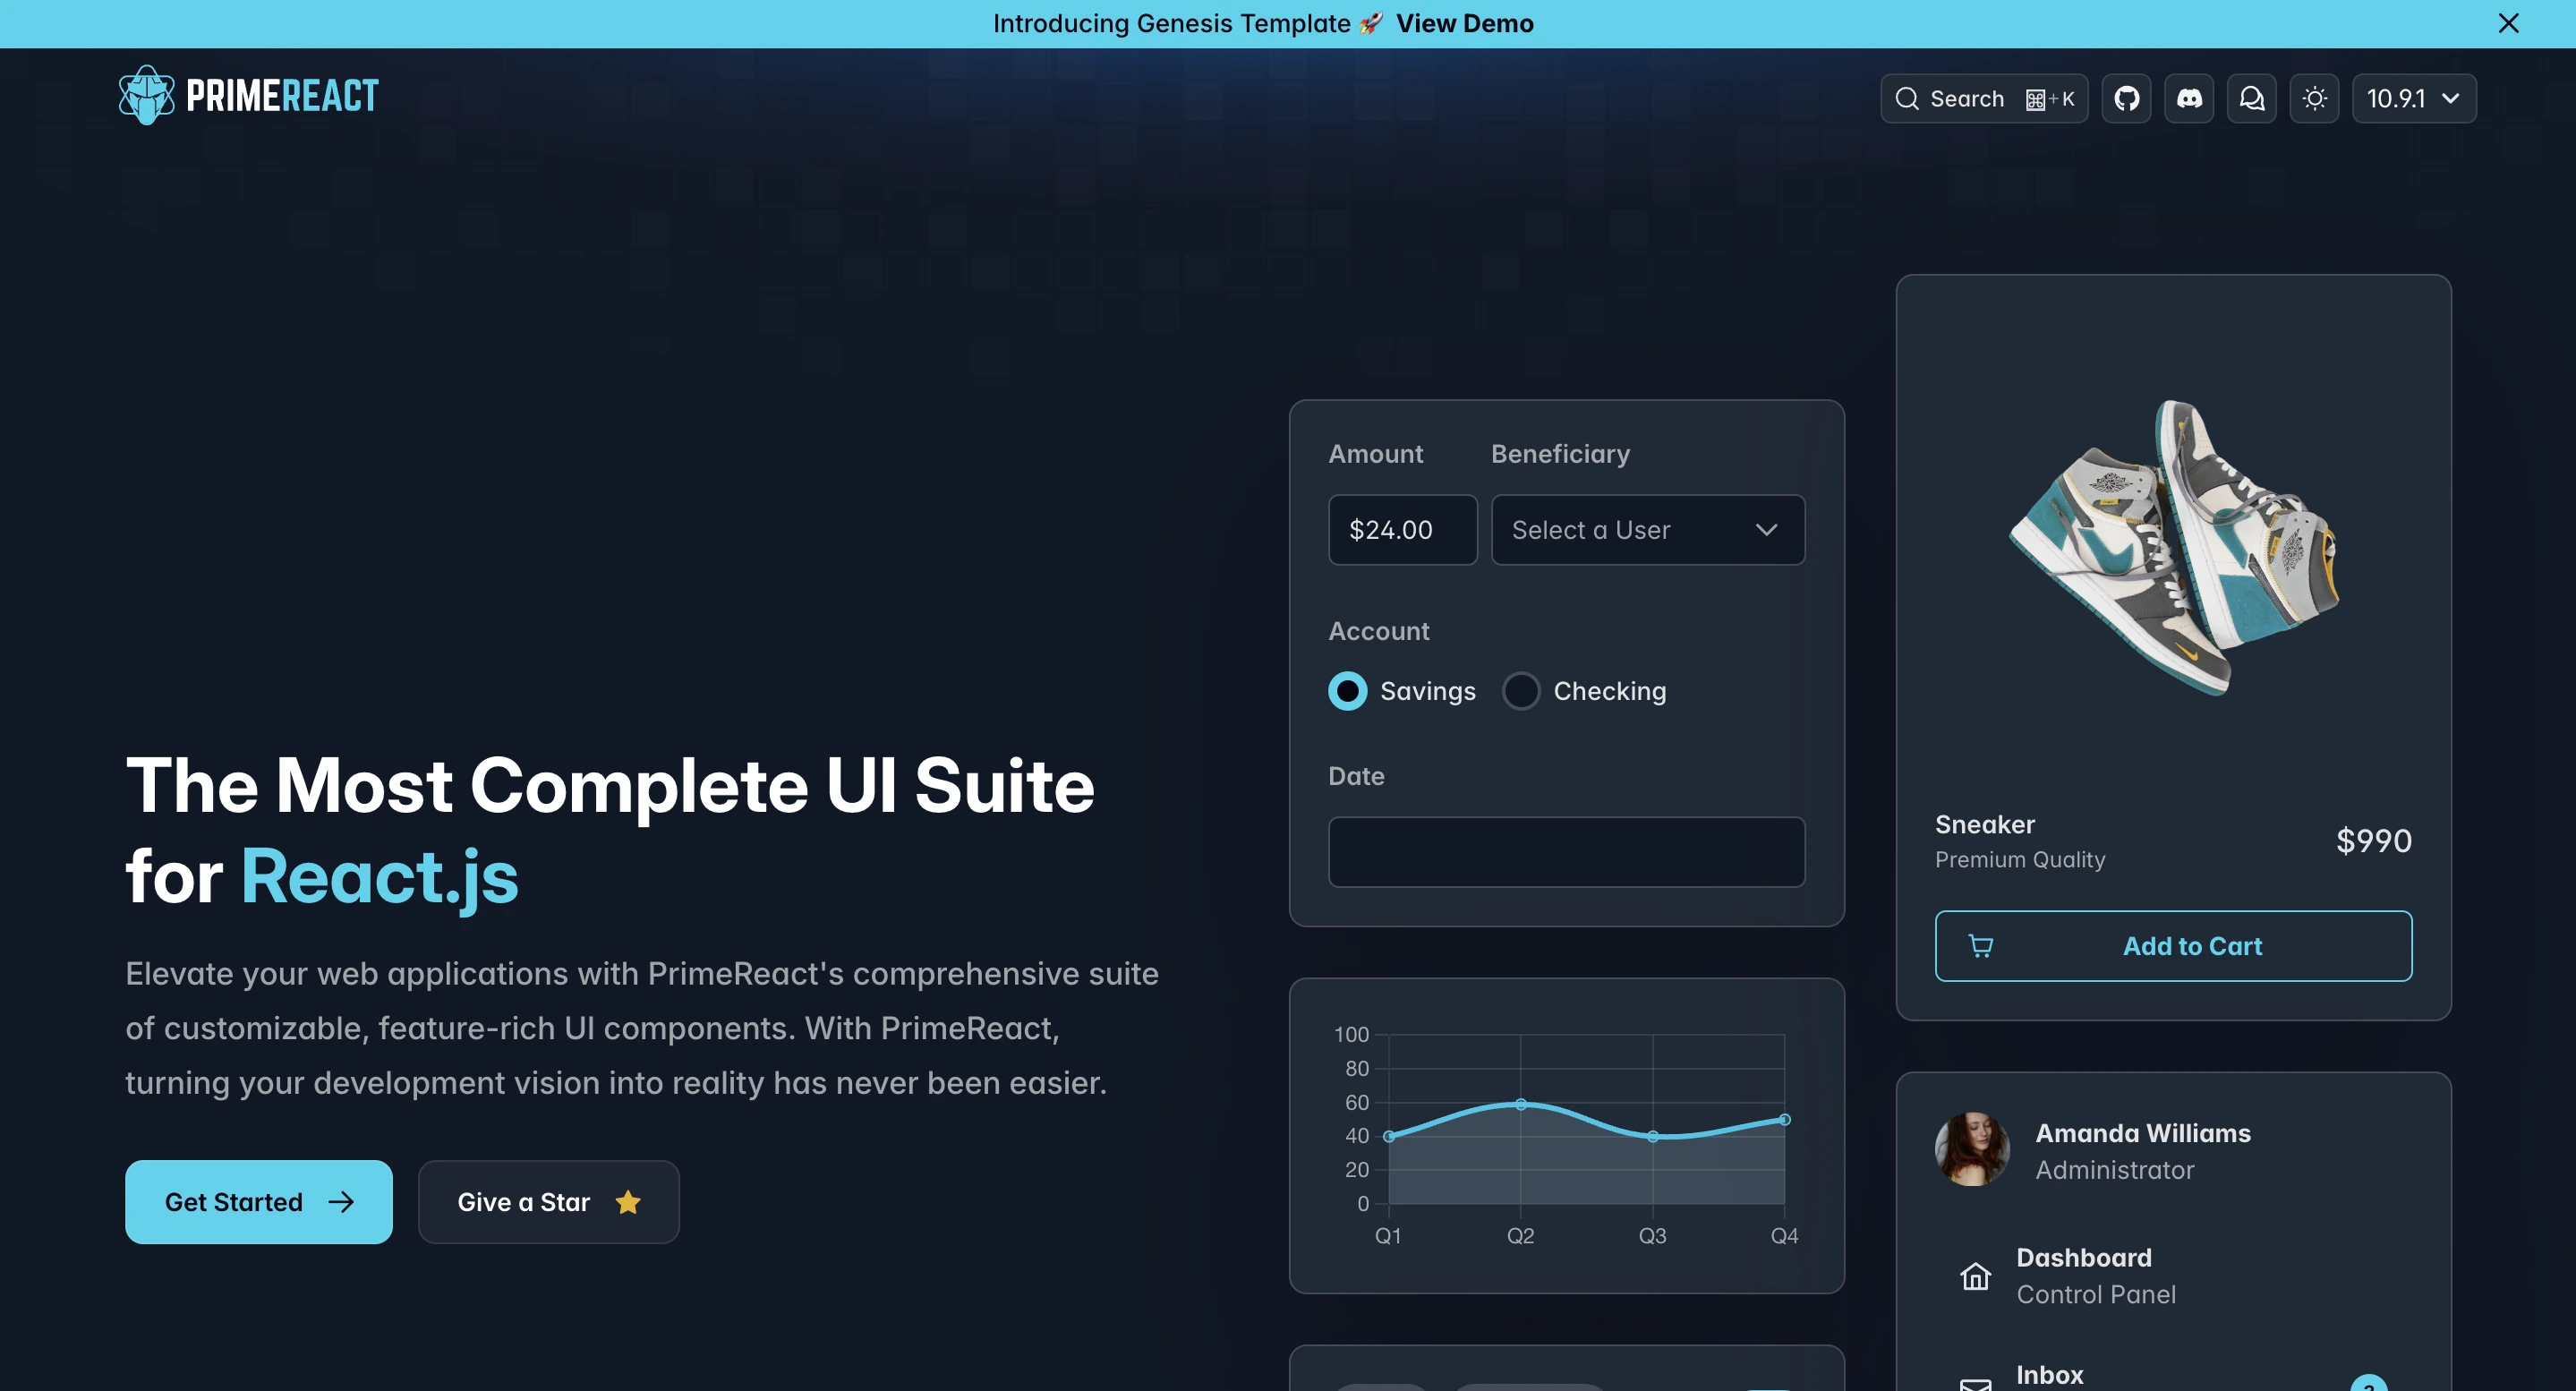 Introducing Genesis Template 🚀 View Demo
PRIMEREACT
Search ⌘+K
10.9.1
The Most Complete UI Suite
for React.js
Elevate your web applications with PrimeReact's comprehensive suite
of customizable, feature-rich UI components. With PrimeReact,
turning your development vision into reality has never been easier.
Get Started
Give a Star
Amount Beneficiary
$24.00 Select a User
Account
Savings Checking
Date
100
80
60
40
20
0
Q1 Q2 Q3 Q4
Sneaker
Premium Quality
$990
Add to Cart
Amanda Williams
Administrator
Dashboard
Control Panel
Inbox